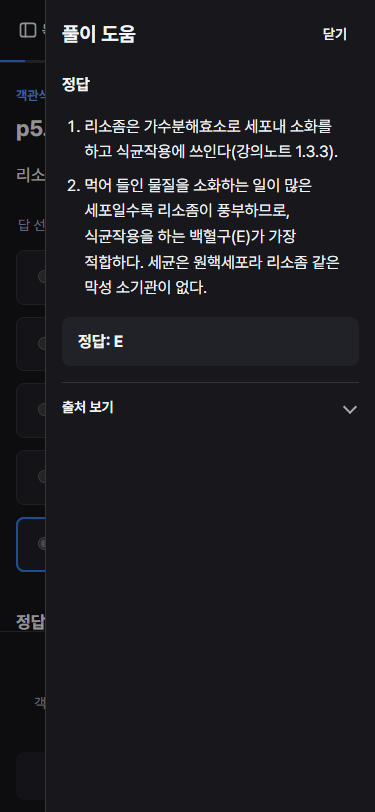 풀이 도움
닫기
객관식
p5.
리소
답 선
정답
객
정답
1. 리소좀은 가수분해효소로 세포내 소화를
하고 식균작용에 쓰인다(강의노트 1.3.3).
2. 먹어 들인 물질을 소화하는 일이 많은
세포일수록 리소좀이 풍부하므로,
식균작용을 하는 백혈구(E)가 가장
적합하다. 세균은 원핵세포라 리소좀 같은
막성 소기관이 없다.
정답: E
출처 보기